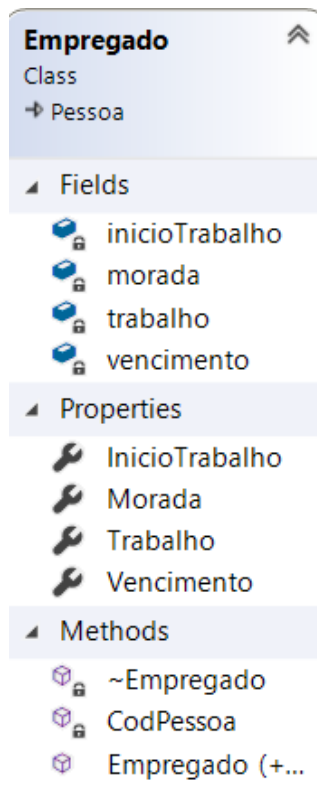 Empregado
Class
Pessoa
Fields
inicioTrabalho
morada
trabalho
vencimento
Properties
InicioTrabalho
Morada
Trabalho
Vencimento
Methods
~Empregado
CodPessoa
Empregado (+...